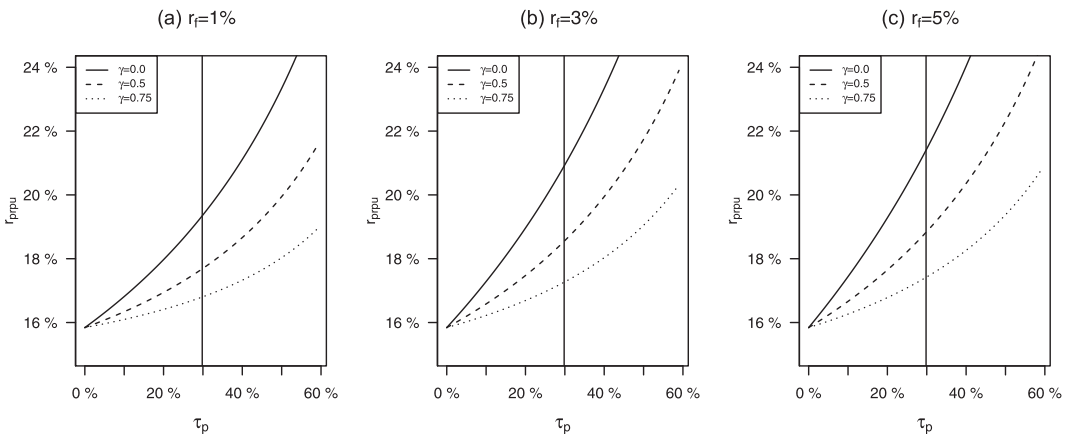 (a) r_f=1%
24 %
22 %
20 %
18 %
16 %
r_prpu
γ=0.0
γ=0.5
γ=0.75
0 % 20 % 40 % 60 %
τ_p
(b) r_f=3%
24 %
22 %
20 %
18 %
16 %
r_prpu
γ=0.0
γ=0.5
γ=0.75
0 % 20 % 40 % 60 %
τ_p
(c) r_f=5%
24 %
22 %
20 %
18 %
16 %
r_prpu
γ=0.0
γ=0.5
γ=0.75
0 % 20 % 40 % 60 %
τ_p